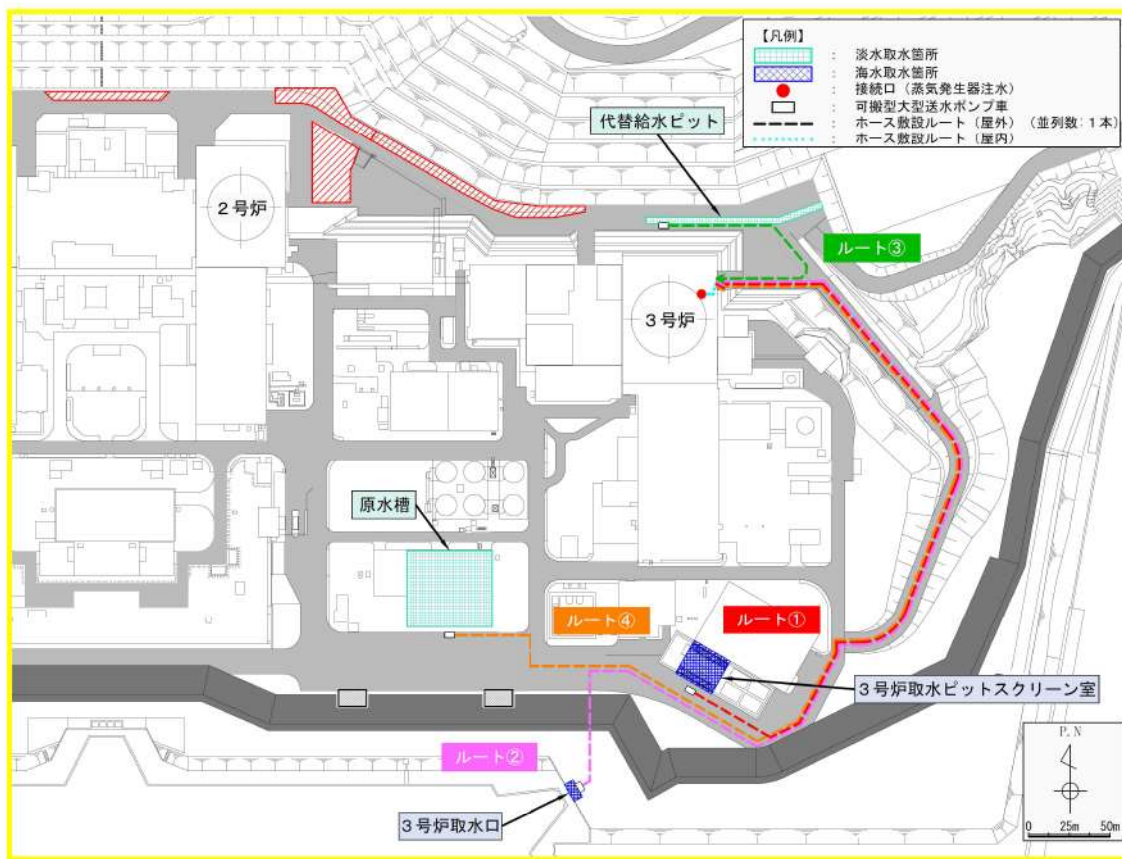 【凡例】
： 淡水取水箇所
： 海水取水箇所
： 接続口（蒸気発生器注水）
： 可搬型大型送水ポンプ車
： ホース敷設ルート（屋外）（並列数：1本）
： ホース敷設ルート（屋内）
代替給水ピット
2号炉
ルート③
3号炉
原水槽
ルート④
ルート①
3号炉取水ピットスクリーン室
ルート②
3号炉取水口
P.N
0 25m 50m